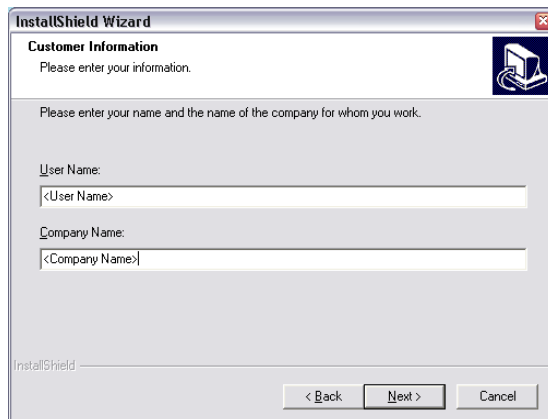 InstallShield Wizard
Customer Information
Please enter your information.
Please enter your name and the name of the company for whom you work.
User Name:
<User Name>
Company Name:
<Company Name>
InstallShield
< Back
Next >
Cancel